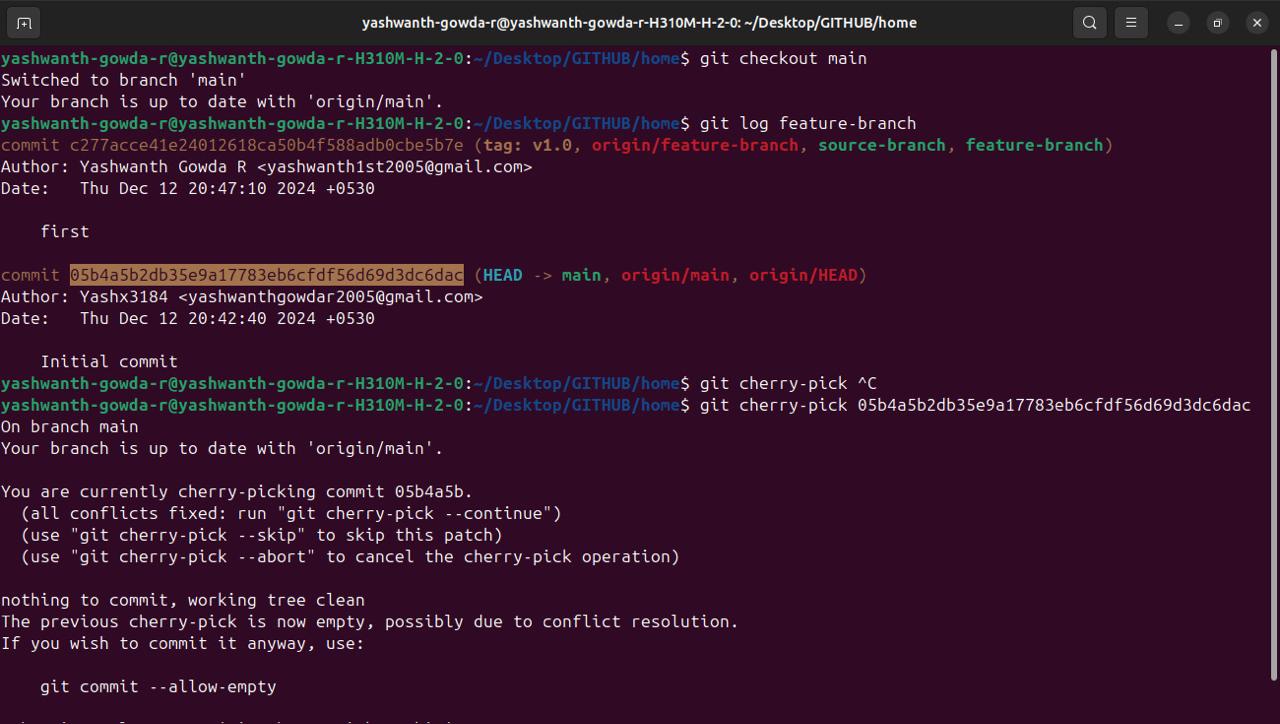 yashwanth-gowda-r@yashwanth-gowda-r-H310M-H-2-0: ~/Desktop/GITHUB/home
yashwanth-gowda-r@yashwanth-gowda-r-H310M-H-2-0:~/Desktop/GITHUB/home$ git checkout main
Switched to branch 'main'
Your branch is up to date with 'origin/main'.
yashwanth-gowda-r@yashwanth-gowda-r-H310M-H-2-0:~/Desktop/GITHUB/home$ git log feature-branch
commit c277acce41e24012618ca50b4f588adb0cbe5b7e (tag: v1.0, origin/feature-branch, source-branch, feature-branch)
Author: Yashwanth Gowda R <yashwanth1st2005@gmail.com>
Date:   Thu Dec 12 20:47:10 2024 +0530
    first
commit 05b4a5b2db35e9a17783eb6cfdf56d69d3dc6dac (HEAD -> main, origin/main, origin/HEAD)
Author: Yashx3184 <yashwanthgowdar2005@gmail.com>
Date:   Thu Dec 12 20:42:40 2024 +0530
    Initial commit
yashwanth-gowda-r@yashwanth-gowda-r-H310M-H-2-0:~/Desktop/GITHUB/home$ git cherry-pick ^C
yashwanth-gowda-r@yashwanth-gowda-r-H310M-H-2-0:~/Desktop/GITHUB/home$ git cherry-pick 05b4a5b2db35e9a17783eb6cfdf56d69d3dc6dac
On branch main
Your branch is up to date with 'origin/main'.
You are currently cherry-picking commit 05b4a5b.
  (all conflicts fixed: run "git cherry-pick --continue")
  (use "git cherry-pick --skip" to skip this patch)
  (use "git cherry-pick --abort" to cancel the cherry-pick operation)
nothing to commit, working tree clean
The previous cherry-pick is now empty, possibly due to conflict resolution.
If you wish to commit it anyway, use:
    git commit --allow-empty